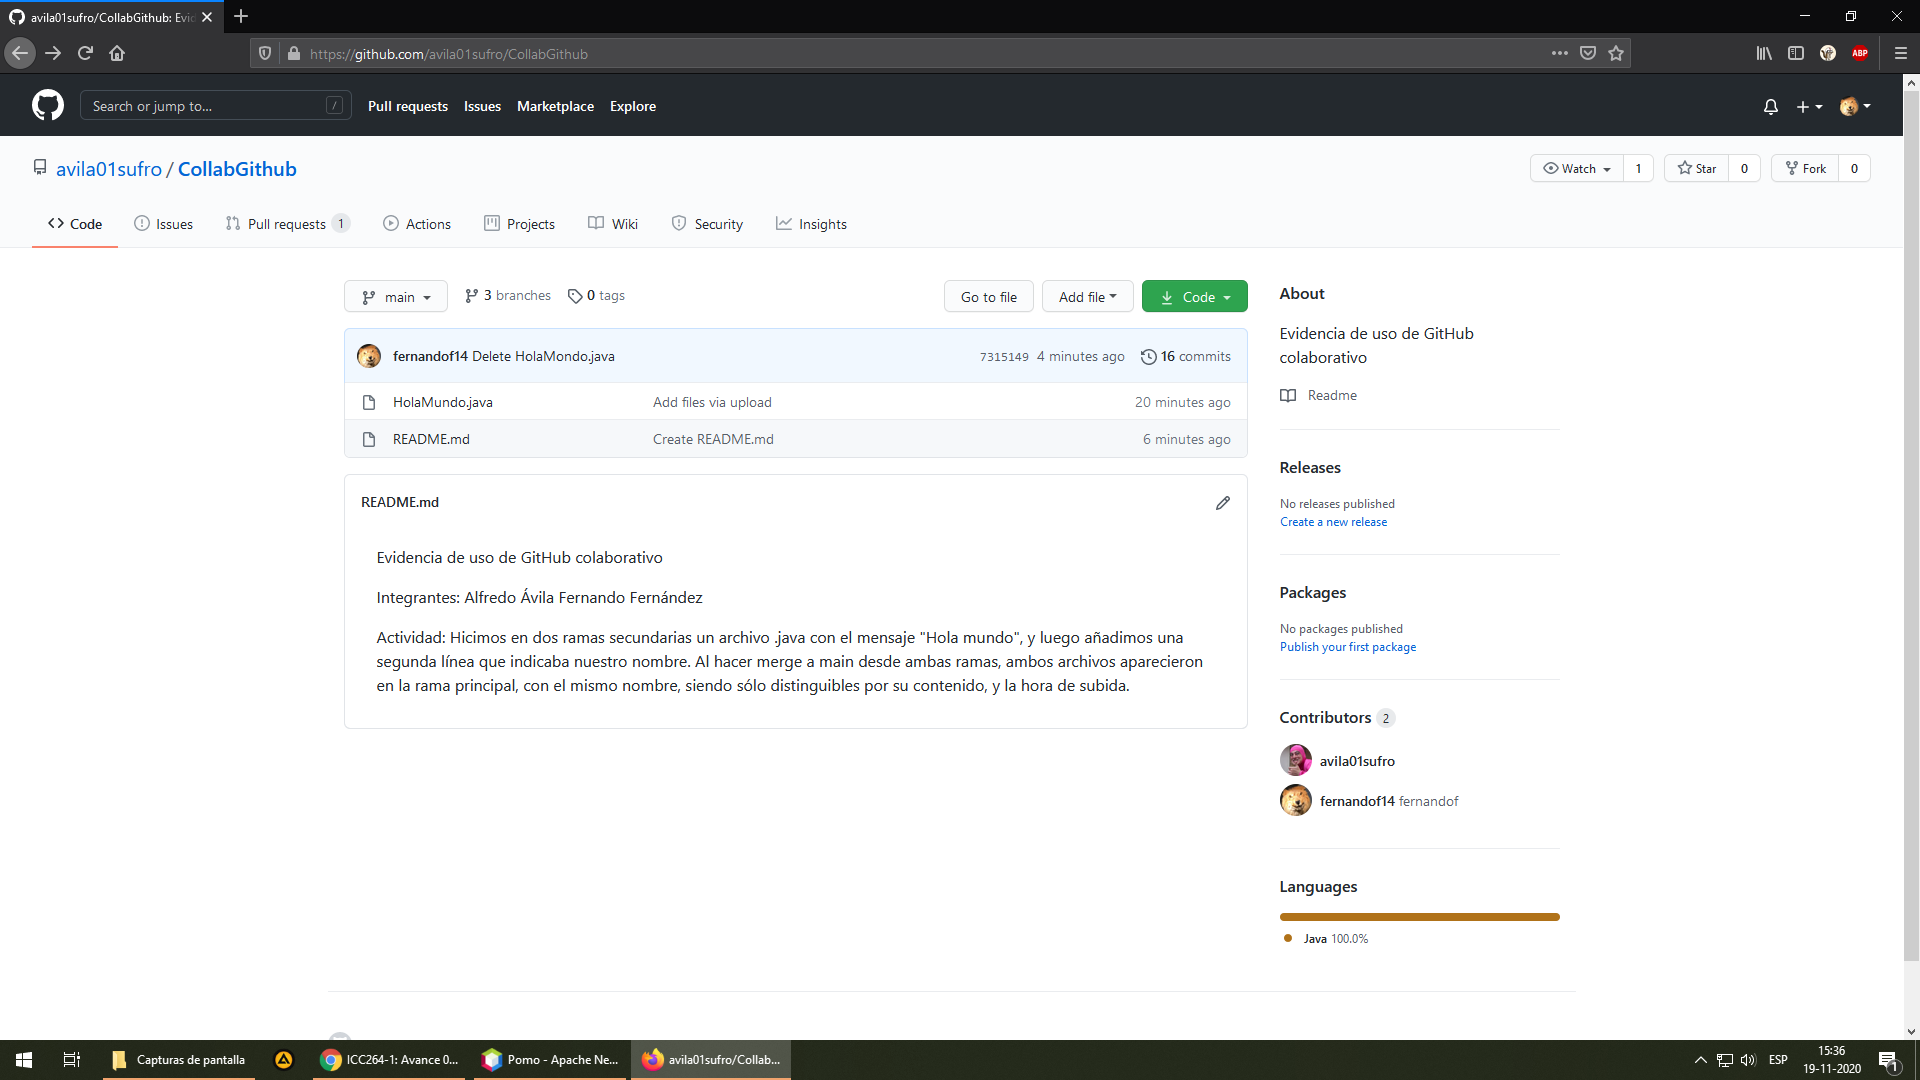 avila01sufro/CollabGithub: Evi
https://github.com/avila01sufro/CollabGithub
ABP
Search or jump to... /
Pull requests Issues Marketplace Explore
avila01sufro / CollabGithub
Watch 1 Star 0 Fork 0
Code Issues Pull requests 1 Actions Projects Wiki Security Insights
main 3 branches 0 tags Go to file Add file Code
fernandof14 Delete HolaMondo.java 7315149 4 minutes ago 16 commits
HolaMundo.java Add files via upload 20 minutes ago
README.md Create README.md 6 minutes ago
README.md
Evidencia de uso de GitHub colaborativo
Integrantes: Alfredo Ávila Fernando Fernández
Actividad: Hicimos en dos ramas secundarias un archivo .java con el mensaje "Hola mundo", y luego añadimos una
segunda línea que indicaba nuestro nombre. Al hacer merge a main desde ambas ramas, ambos archivos aparecieron
en la rama principal, con el mismo nombre, siendo sólo distinguibles por su contenido, y la hora de subida.
About
Evidencia de uso de GitHub
colaborativo
Readme
Releases
No releases published
Create a new release
Packages
No packages published
Publish your first package
Contributors 2
avila01sufro
fernandof14 fernandof
Languages
Java 100.0%
Capturas de pantalla
ICC264-1: Avance 0...
Pomo - Apache Ne...
avila01sufro/Collab...
ESP
15:36
19-11-2020
1